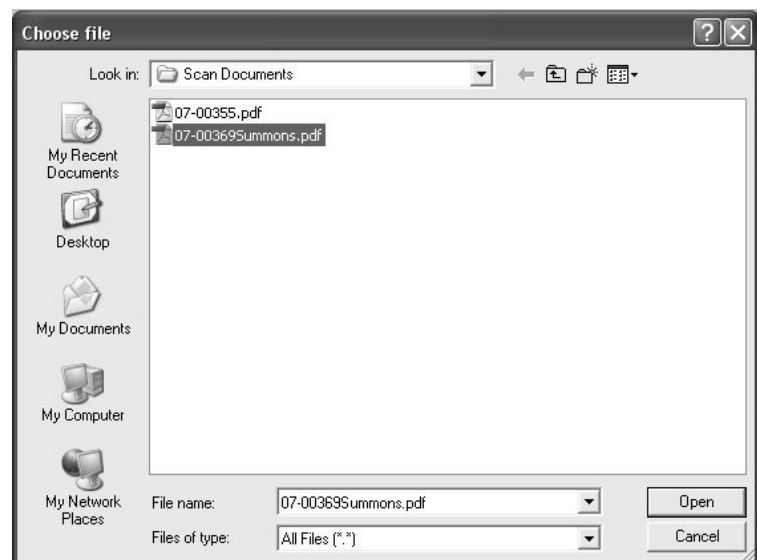 Choose file
Look in: Scan Documents
07-00355.pdf
07-00369Summons.pdf
My Recent
Documents
Desktop
My Documents
My Computer
My Network
Places
File name: 07-00369Summons.pdf Open
Files of type: All Files (*.*) Cancel